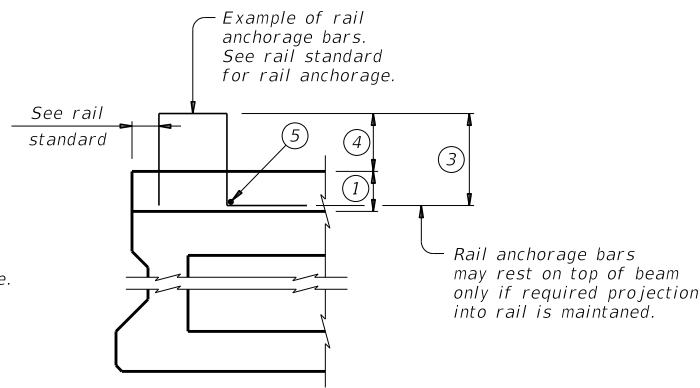 Example of rail
anchorage bars.
See rail standard
for rail anchorage.
See rail
standard
5
4
3
1
Rail anchorage bars
may rest on top of beam
only if required projection
into rail is maintaned.
e.